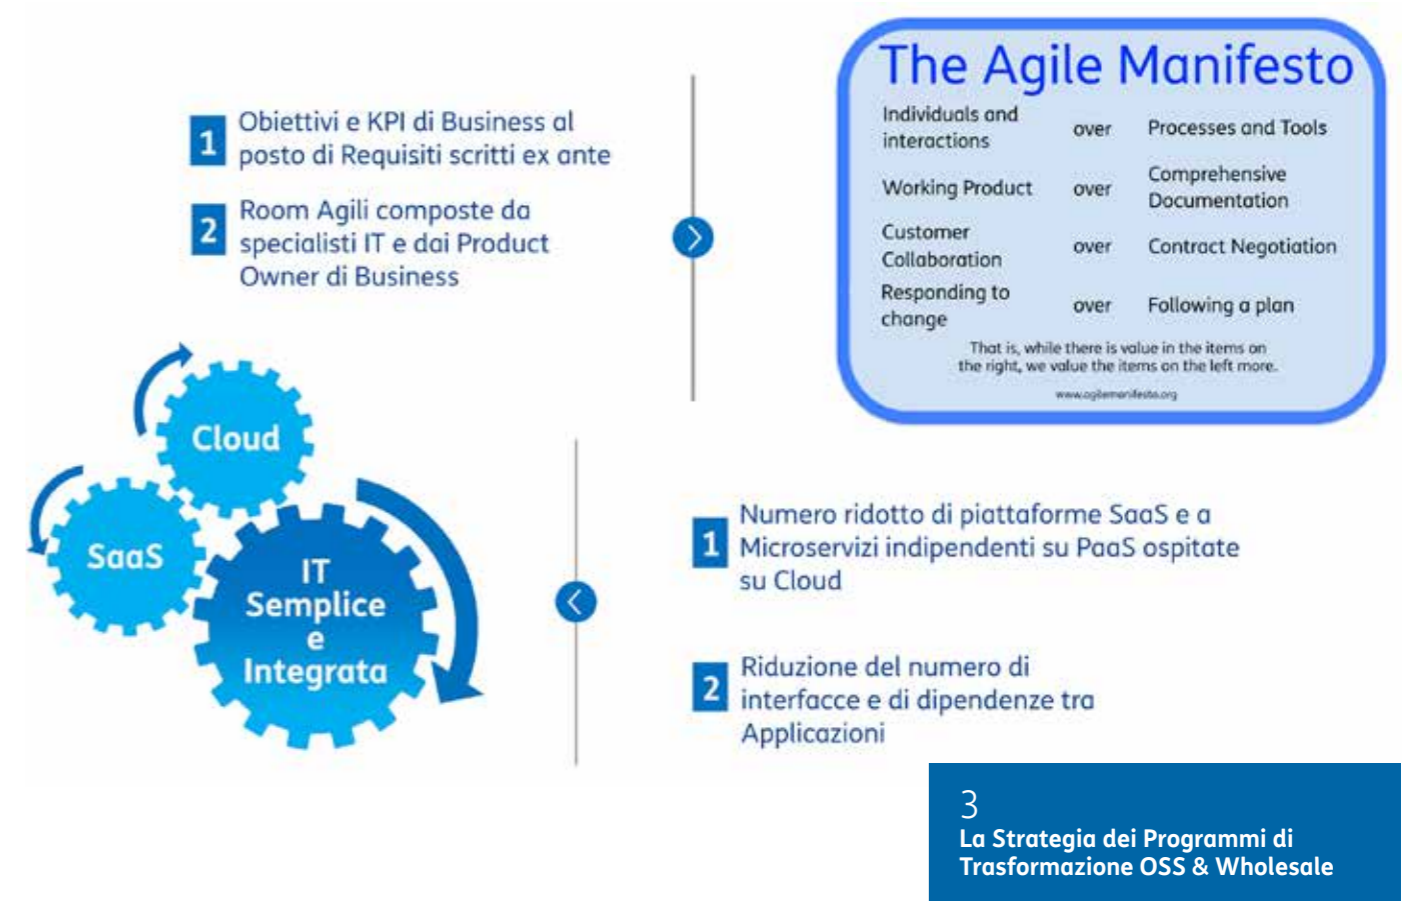 1
Obiettivi e KPI di Business al
posto di Requisiti scritti ex ante
2
Room Agili composte da
specialisti IT e dai Product
Owner di Business
The Agile Manifesto
Individuals and
interactions
over
Processes and Tools
Working Product
over
Comprehensive
Documentation
Customer
Collaboration
over
Contract Negotiation
Responding to
change
over
Following a plan
That is, while there is value in the items on
the right, we value the items on the left more.
www.agilemanifesto.org
Cloud
SaaS
IT
Semplice
e
Integrata
1
Numero ridotto di piattaforme SaaS e a
Microservizi indipendenti su PaaS ospitate
su Cloud
2
Riduzione del numero di
interfacce e di dipendenze tra
Applicazioni
3
La Strategia dei Programmi di
Trasformazione OSS & Wholesale